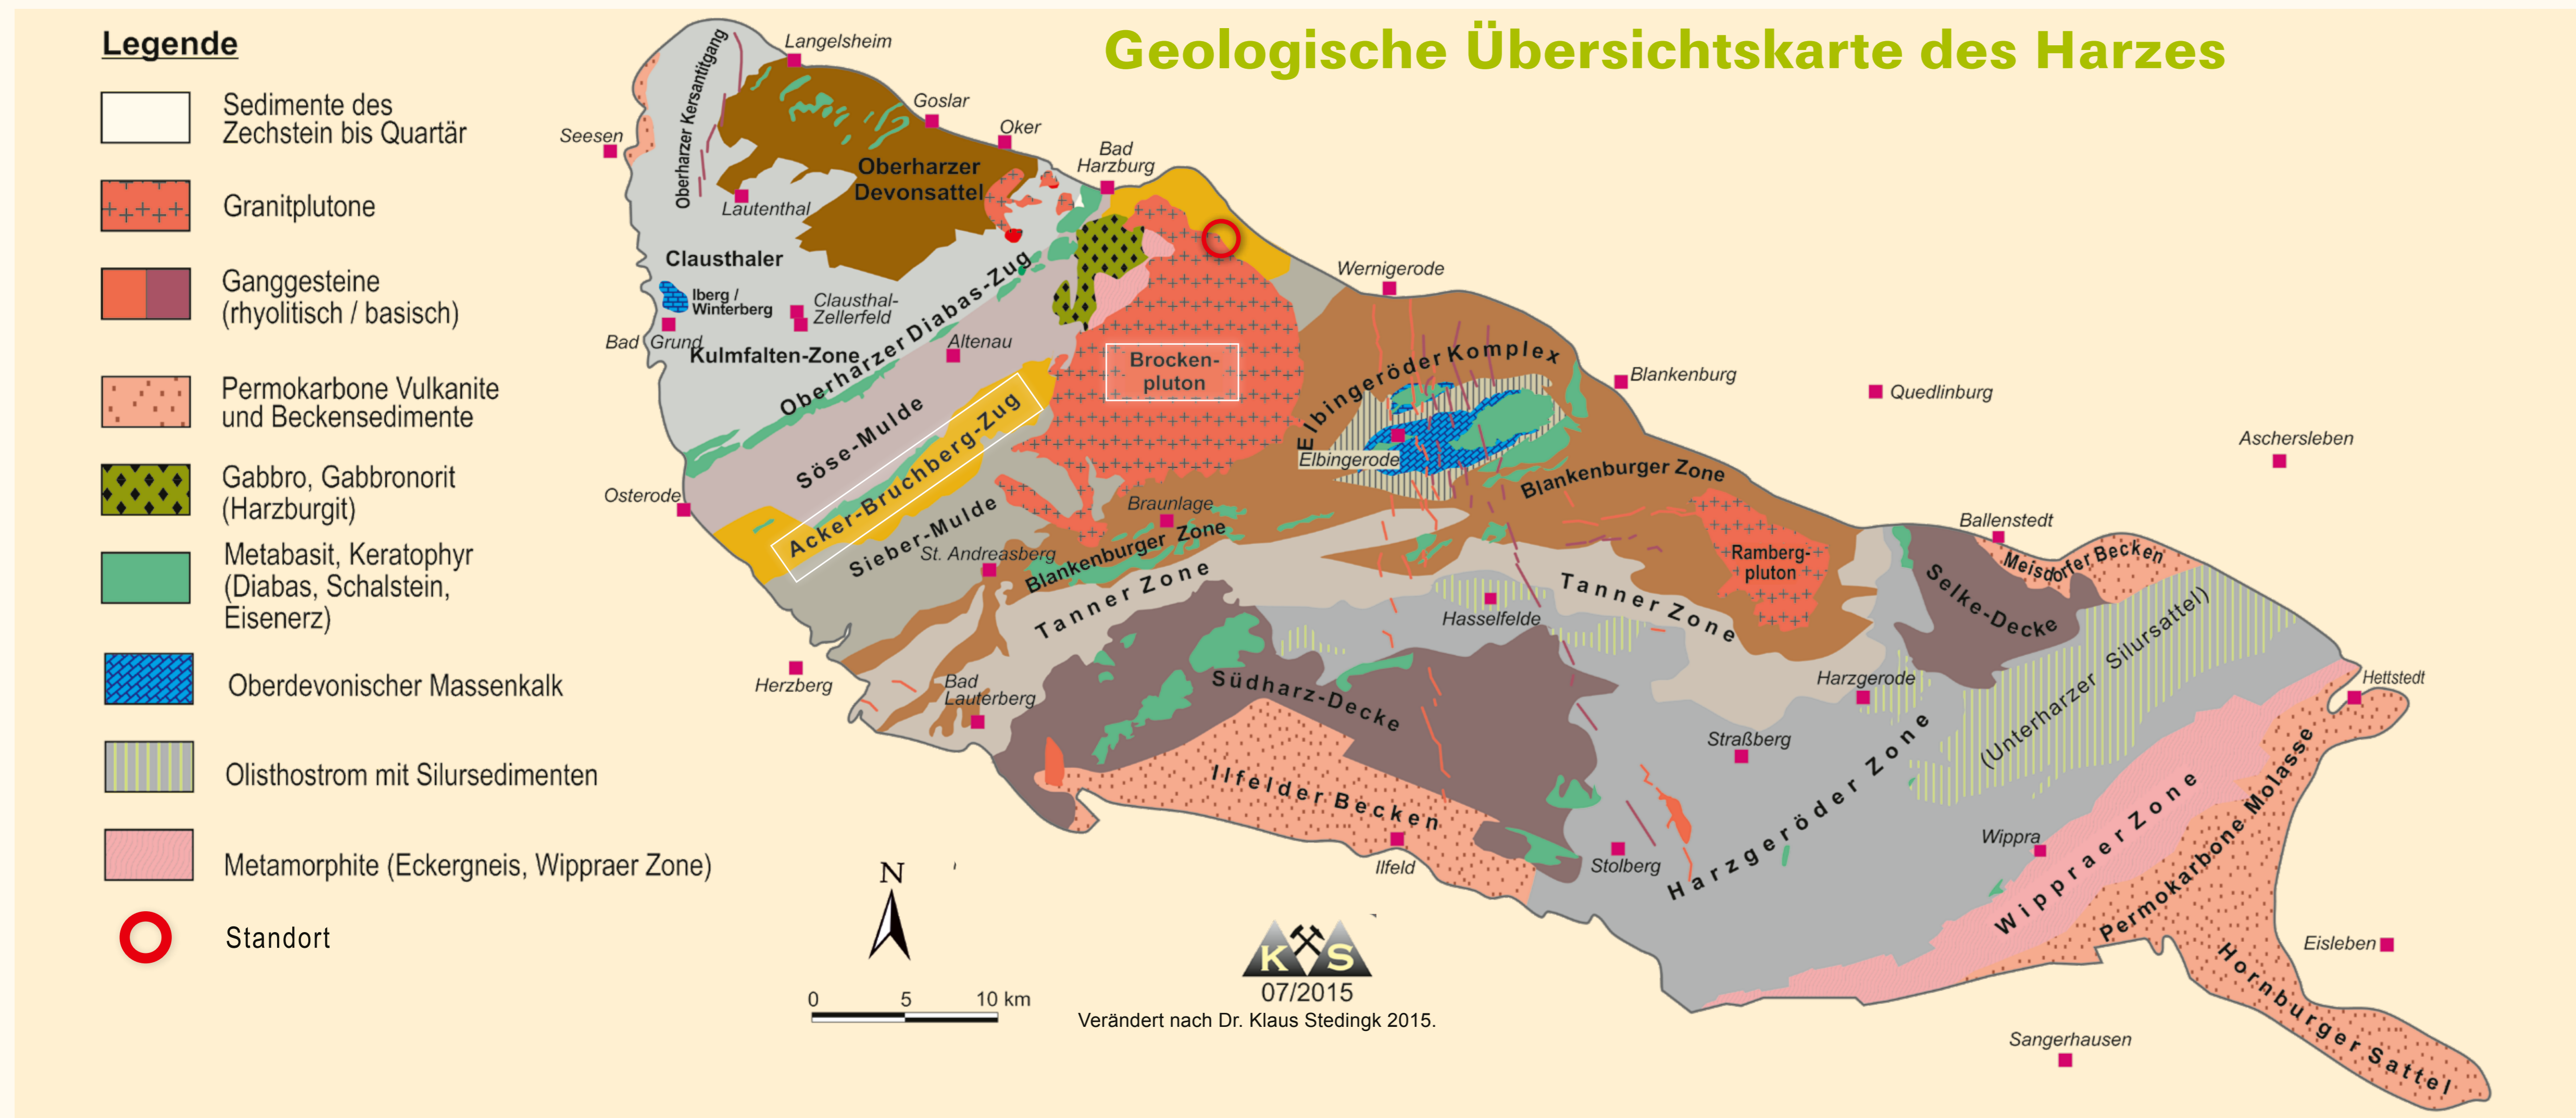 Geologische Übersichtskarte des Harzes
Legende
Sedimente des
Zechstein bis Quartär
Granitplutone
Ganggesteine
(rhyolitisch / basisch)
Permokarbone Vulkanite
und Beckensedimente
Gabbro, Gabbronorit
(Harzburgit)
Metabasit, Keratophyr
(Diabas, Schalstein,
Eisenerz)
Oberdevonischer Massenkalk
Olisthostrom mit Silursedimenten
Metamorphite (Eckergneis, Wippraer Zone)
Standort
Langelsheim
Oberharzer Kersantitgang
Goslar
Oker
Seesen
Bad
Harzburg
Oberharzer
Devonsattel
Lautenthal
Clausthaler
Iberg /
Winterberg
Clausthal-
Zellerfeld
Bad Grund
Kulmfalten-Zone
Oberharzer Diabas-Zug
Altenau
Wernigerode
Brocken-
pluton
Elbingeröder Komplex
Blankenburg
Quedlinburg
Aschersleben
Söse-Mulde
Acker-Bruchberg-Zug
Elbingerode
Blankenburger Zone
Osterode
Sieber-Mulde
Braunlage
St. Andreasberg
Blankenburger Zone
Ballenstedt
Meisdorfer Becken
Ramberg-
pluton
Tanner Zone
Tanner Zone
Selke-Decke
Hasselfelde
(Unterharzer Silursattel)
Herzberg
Bad
Lauterberg
Südharz-Decke
Harzgerode
Hettstedt
Straßberg
Ilfelder Becken
Harzgeröder Zone
Ilfeld
Stolberg
Wippra
Wippraer Zone
Permokarbone Molasse
Eisleben
Hornburger Sattel
Sangerhausen
N
0 5 10 km
K S
07/2015
Verändert nach Dr. Klaus Stedingk 2015.